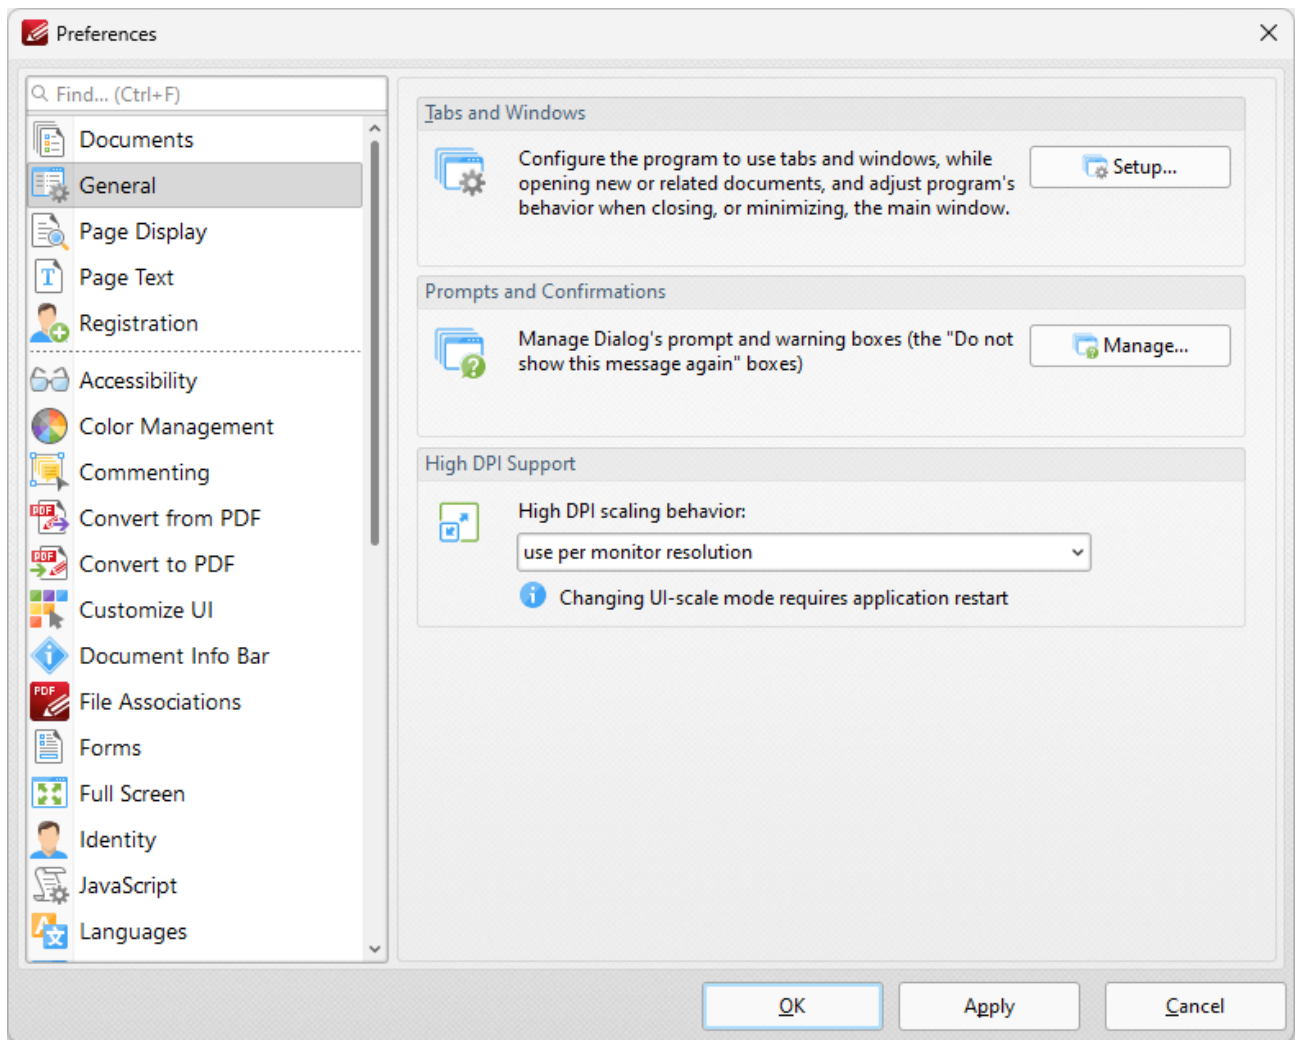 Preferences
Find... (Ctrl+F)
Documents
General
Page Display
Page Text
Registration
Accessibility
Color Management
Commenting
PDF
Convert from PDF
PDF
Convert to PDF
Customize UI
Document Info Bar
PDF
File Associations
Forms
Full Screen
Identity
JavaScript
Languages
Tabs and Windows
Configure the program to use tabs and windows, while
opening new or related documents, and adjust program's
behavior when closing, or minimizing, the main window.
Setup...
Prompts and Confirmations
Manage Dialog's prompt and warning boxes (the "Do not
show this message again" boxes)
Manage...
High DPI Support
High DPI scaling behavior:
use per monitor resolution
Changing UI-scale mode requires application restart
OK
Apply
Cancel